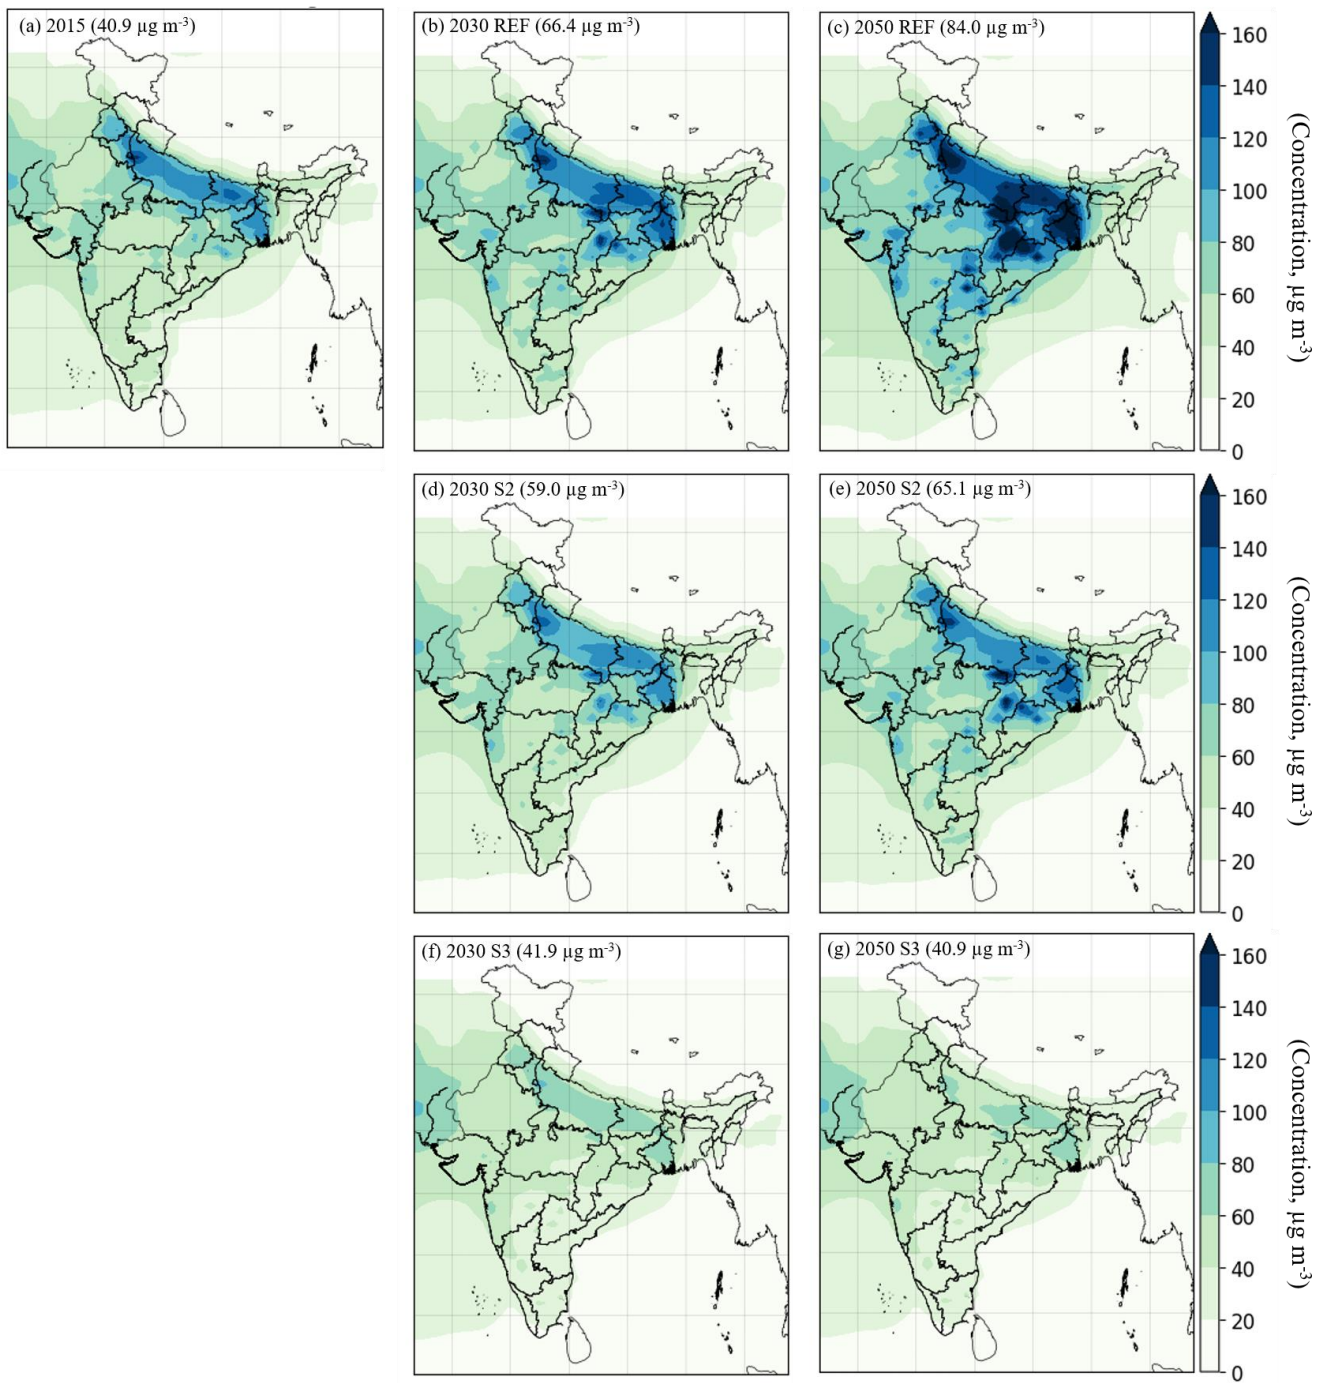 (a) 2015 (40.9 µg m⁻³)
(b) 2030 REF (66.4 µg m⁻³)
(c) 2050 REF (84.0 µg m⁻³)
160
140
120
100
80
60
40
20
0
(Concentration, µg m⁻³)
(d) 2030 S2 (59.0 µg m⁻³)
(e) 2050 S2 (65.1 µg m⁻³)
160
140
120
100
80
60
40
20
0
(Concentration, µg m⁻³)
(f) 2030 S3 (41.9 µg m⁻³)
(g) 2050 S3 (40.9 µg m⁻³)
160
140
120
100
80
60
40
20
0
(Concentration, µg m⁻³)